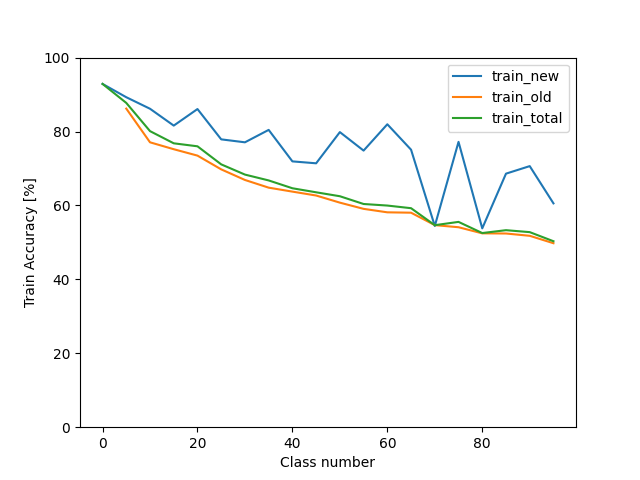 100
80
60
40
20
0
Train Accuracy [%]
train_new
train_old
train_total
0 20 40 60 80
Class number